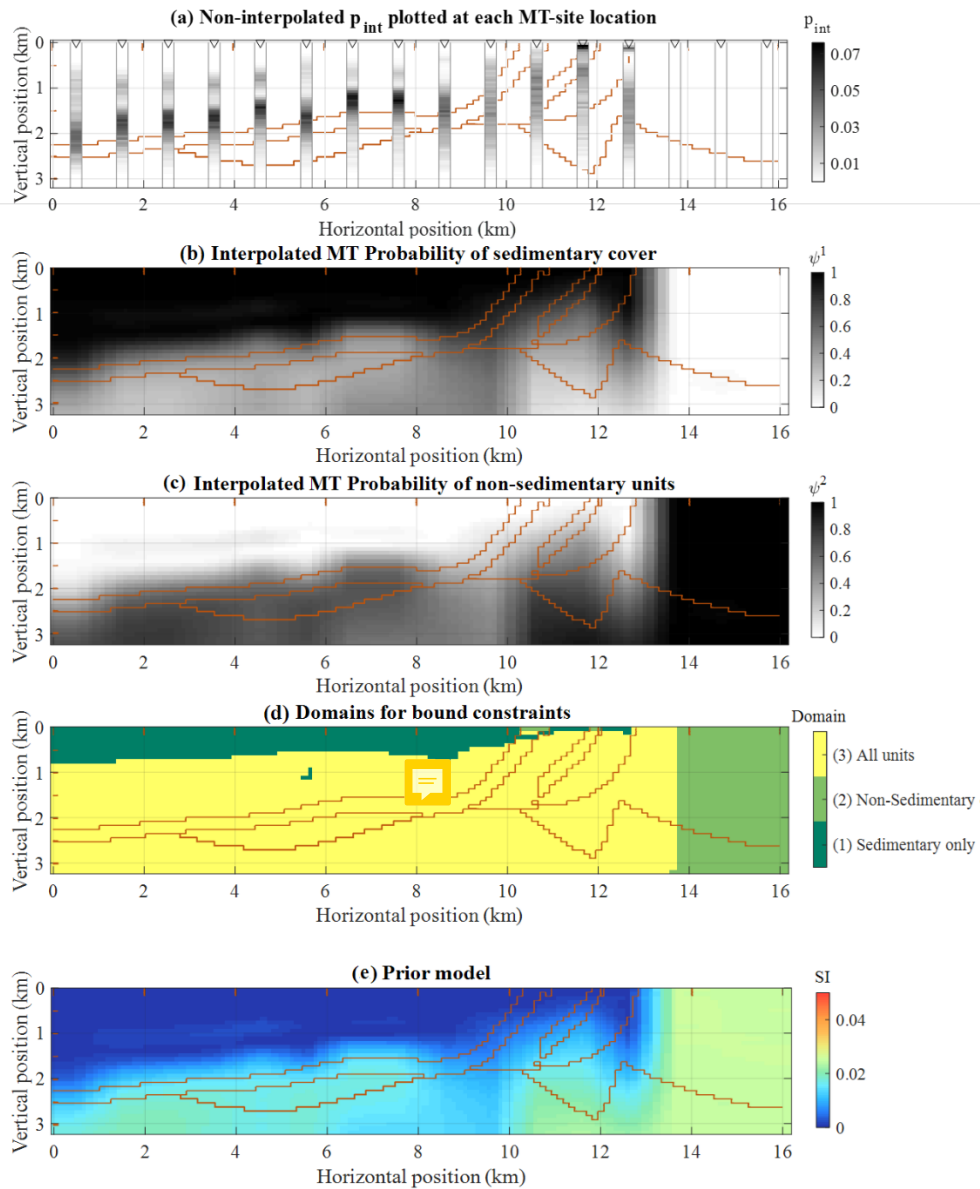 (a) Non-interpolated p_int plotted at each MT-site location
p_int
Vertical position (km)
0
1
2
3
0.07
0.05
0.03
0.01
0 2 4 6 8 10 12 14 16
Horizontal position (km)
(b) Interpolated MT Probability of sedimentary cover
ψ^1
Vertical position (km)
0
1
2
3
1
0.8
0.6
0.4
0.2
0
0 2 4 6 8 10 12 14 16
Horizontal position (km)
(c) Interpolated MT Probability of non-sedimentary units
ψ^2
Vertical position (km)
0
1
2
3
1
0.8
0.6
0.4
0.2
0
0 2 4 6 8 10 12 14 16
Horizontal position (km)
(d) Domains for bound constraints
Domain
Vertical position (km)
0
1
2
3
(3) All units
(2) Non-Sedimentary
(1) Sedimentary only
0 2 4 6 8 10 12 14 16
Horizontal position (km)
(e) Prior model
SI
Vertical position (km)
0
1
2
3
0.04
0.02
0
0 2 4 6 8 10 12 14 16
Horizontal position (km)